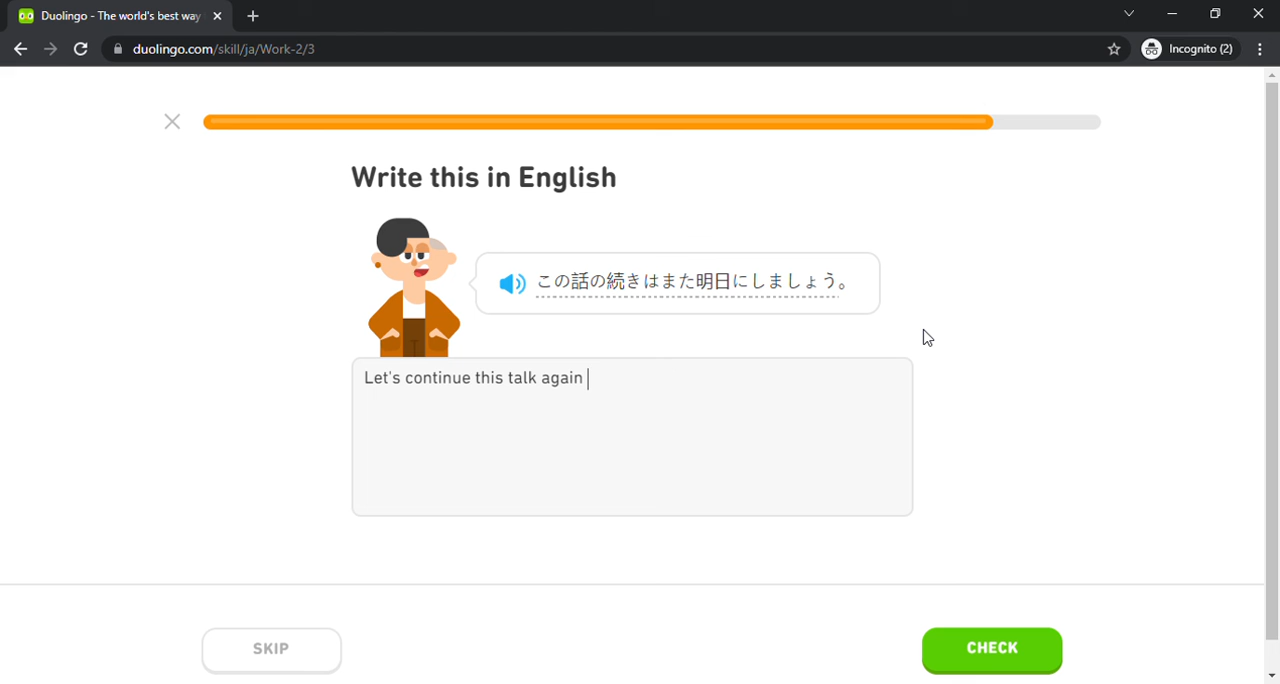 Duolingo - The world's best way
duolingo.com/skill/ja/Work-2/3
Incognito (2)
Write this in English
この話の続きはまた明日にしましょう。
Let's continue this talk again
SKIP
CHECK